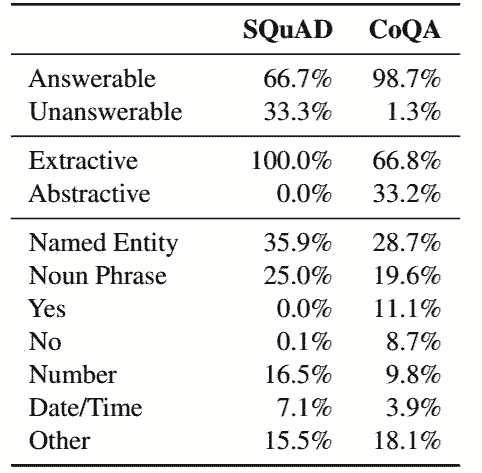 SQuAD CoQA
Answerable 66.7% 98.7%
Unanswerable 33.3% 1.3%
Extractive 100.0% 66.8%
Abstractive 0.0% 33.2%
Named Entity 35.9% 28.7%
Noun Phrase 25.0% 19.6%
Yes 0.0% 11.1%
No 0.1% 8.7%
Number 16.5% 9.8%
Date/Time 7.1% 3.9%
Other 15.5% 18.1%